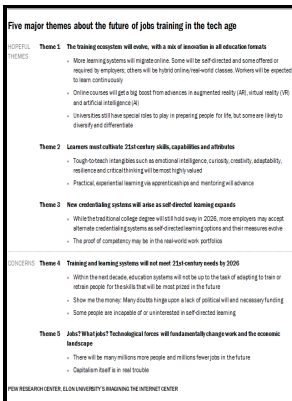 Five major themes about the future of jobs training in the tech age
HOPEFUL THEMES
Theme 1 The training ecosystem will evolve, with a mix of innovation in all education formats
• More learning systems will migrate online. Some will be self-directed and some offered or
required by employers; others will be hybrid online/real-world classes. Workers will be expected
to learn continuously
• Online courses will get a big boost from advances in augmented reality (AR), virtual reality (VR)
and artificial intelligence (AI)
• Universities still have special roles to play in preparing people for life, but some are likely to
diversify and differentiate
Theme 2 Learners must cultivate 21st-century skills, capabilities and attributes
• Tough-to-teach intangibles such as emotional intelligence, curiosity, creativity, adaptability,
resilience and critical thinking will be most highly valued
• Practical, experiential learning via apprenticeships and mentoring will advance
Theme 3 New credentialing systems will arise as self-directed learning expands
• While the traditional college degree will still hold sway in 2026, more employers may accept
alternate credentialing systems as self-directed learning options and their measures evolve
• The proof of competency may be in the real-world work portfolios
CONCERNS Theme 4 Training and learning systems will not meet 21st-century needs by 2026
• Within the next decade, education systems will not be up to the task of adapting to train or
retrain people for the skills that will be most prized in the future
• Show me the money: Many doubts hinge upon a lack of political will and necessary funding
• Some people are incapable of or uninterested in self-directed learning
Theme 5 Jobs? What jobs? Technological forces will fundamentally change work and the economic
landscape
• There will be many millions more people and millions fewer jobs in the future
• Capitalism itself is in real trouble
PEW RESEARCH CENTER, ELON UNIVERSITY'S IMAGINING THE INTERNET CENTER